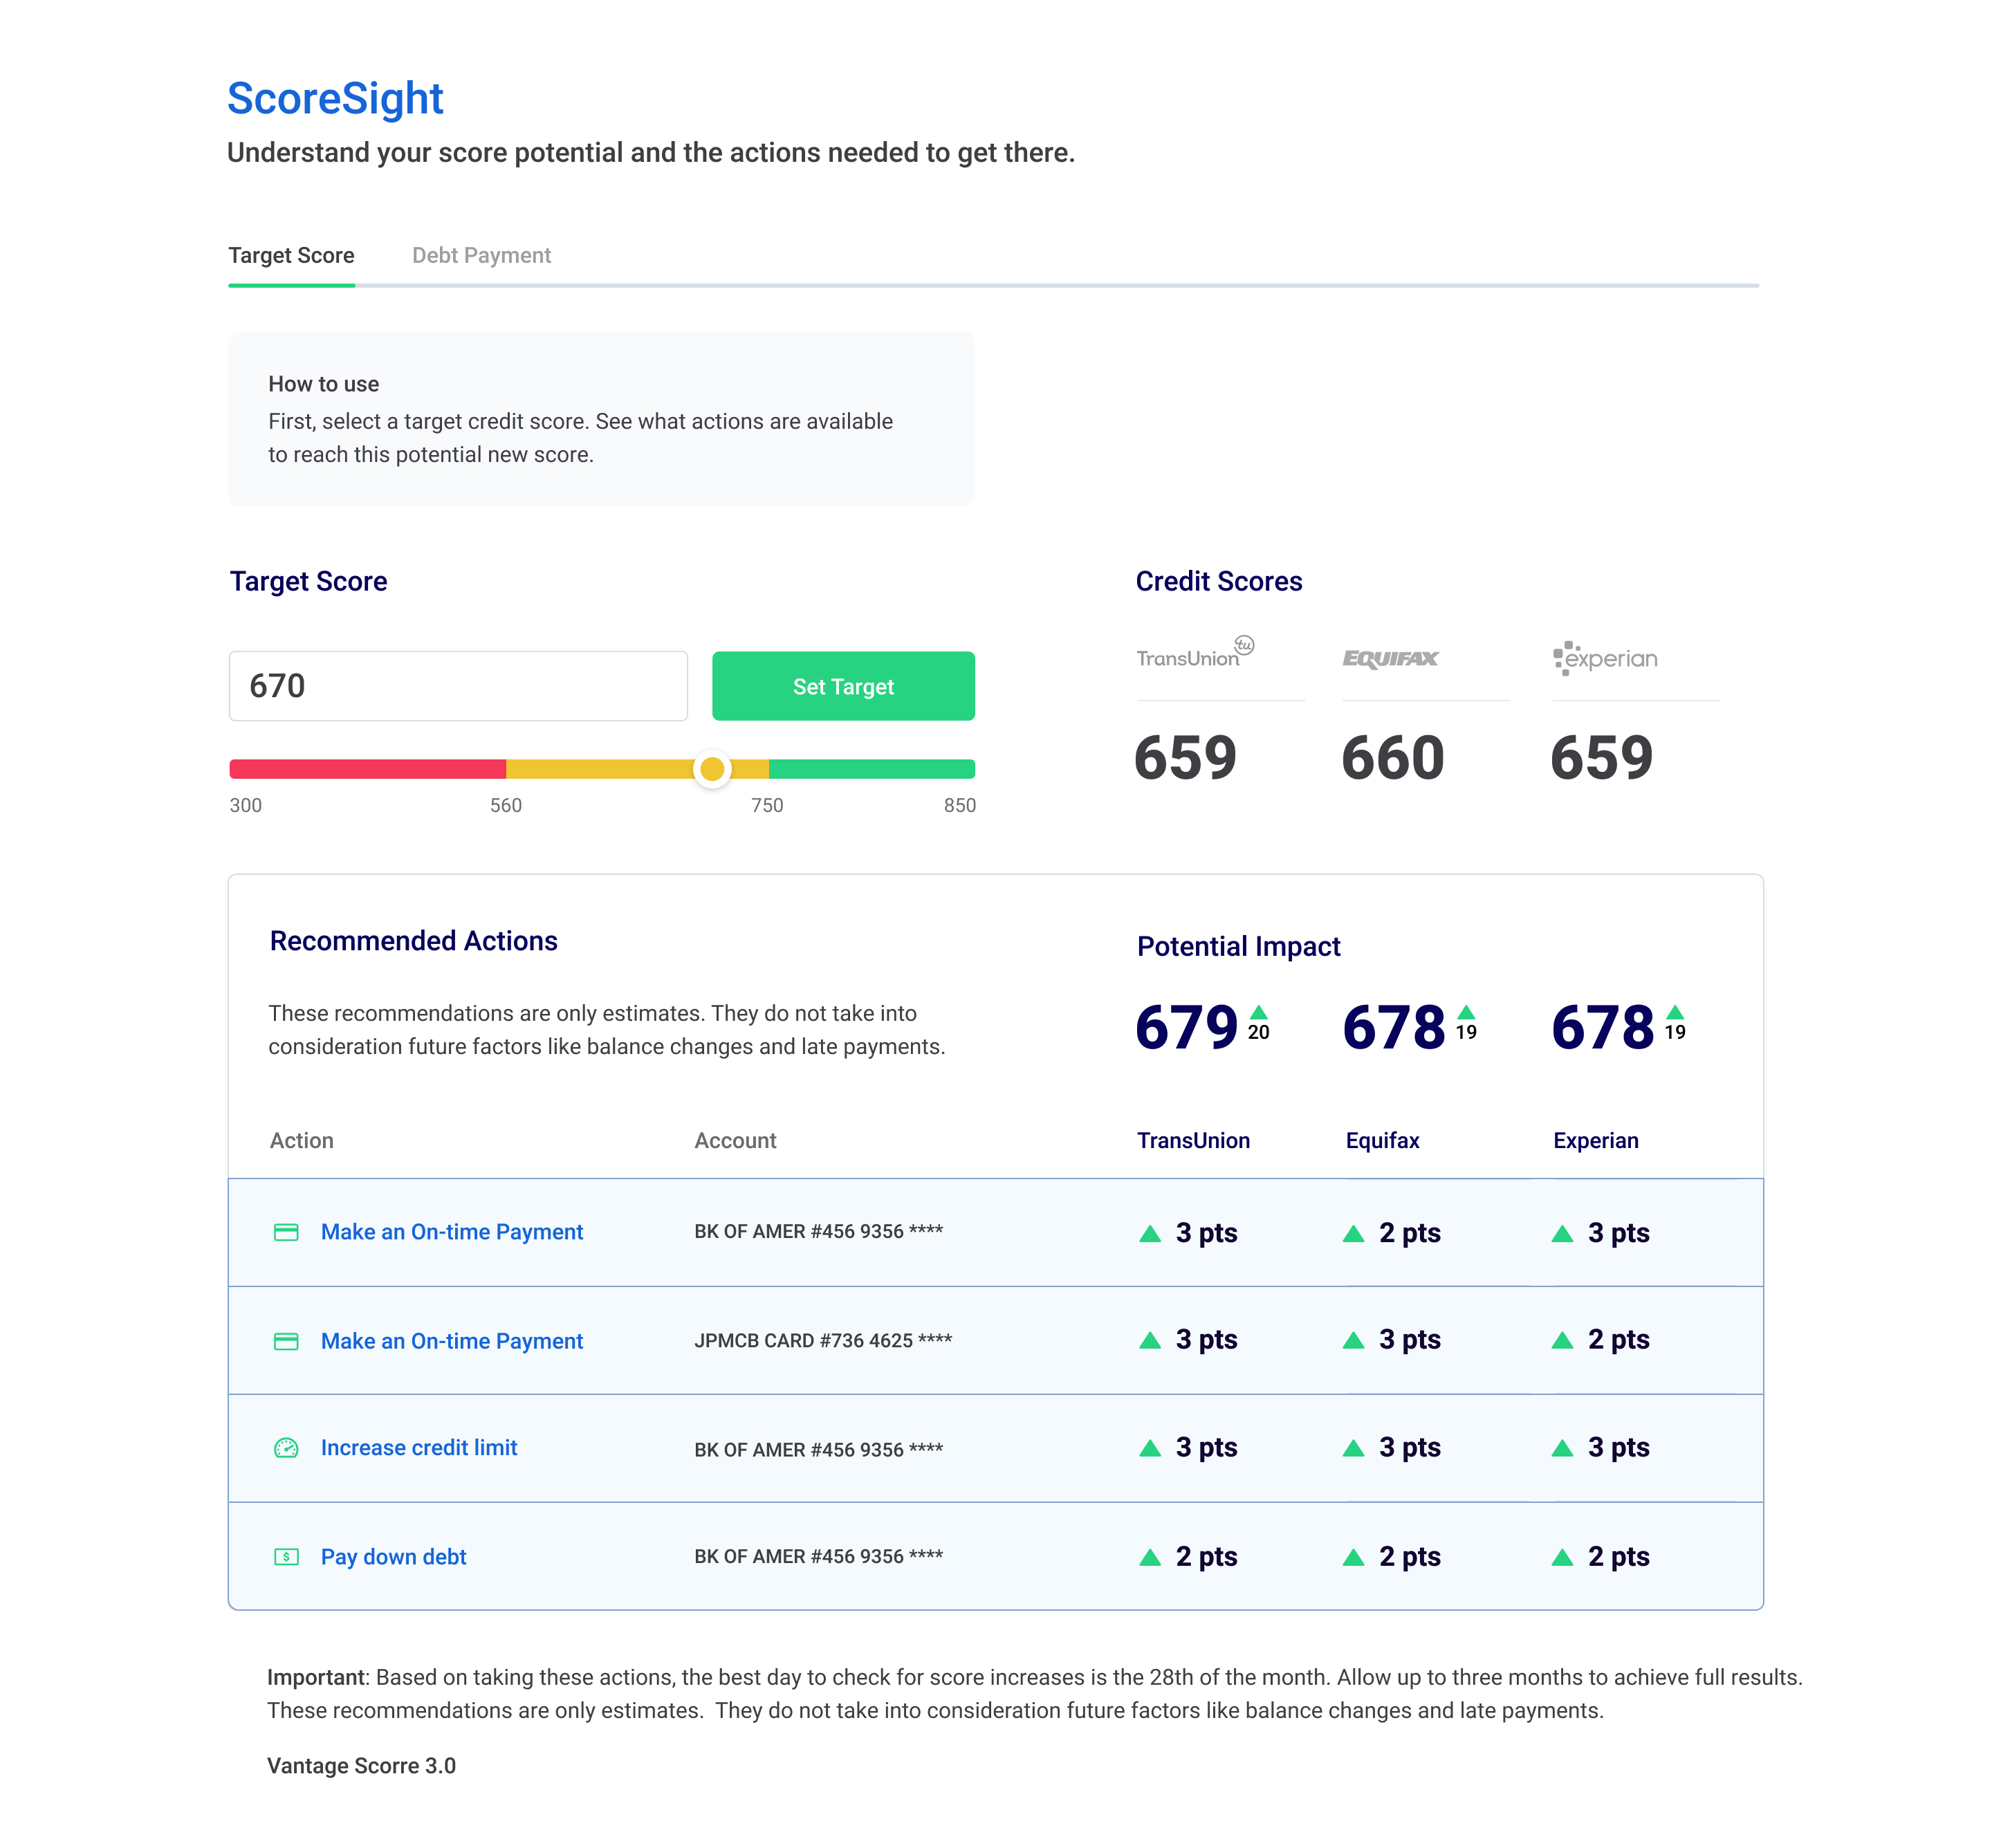 ScoreSight
Understand your score potential and the actions needed to get there.
Target Score Debt Payment
How to use
First, select a target credit score. See what actions are available
to reach this potential new score.
Target Score
670 Set Target
300 560 750 850
Credit Scores
TransUnion tu EQUIFAX experian
659 660 659
Recommended Actions
These recommendations are only estimates. They do not take into
consideration future factors like balance changes and late payments.
Potential Impact
679 20 678 19 678 19
Action Account TransUnion Equifax Experian
Make an On-time Payment BK OF AMER #456 9356 **** 3 pts 2 pts 3 pts
Make an On-time Payment JPMCB CARD #736 4625 **** 3 pts 3 pts 2 pts
Increase credit limit BK OF AMER #456 9356 **** 3 pts 3 pts 3 pts
$ Pay down debt BK OF AMER #456 9356 **** 2 pts 2 pts 2 pts
Important: Based on taking these actions, the best day to check for score increases is the 28th of the month. Allow up to three months to achieve full results.
These recommendations are only estimates.  They do not take into consideration future factors like balance changes and late payments.
Vantage Scorre 3.0